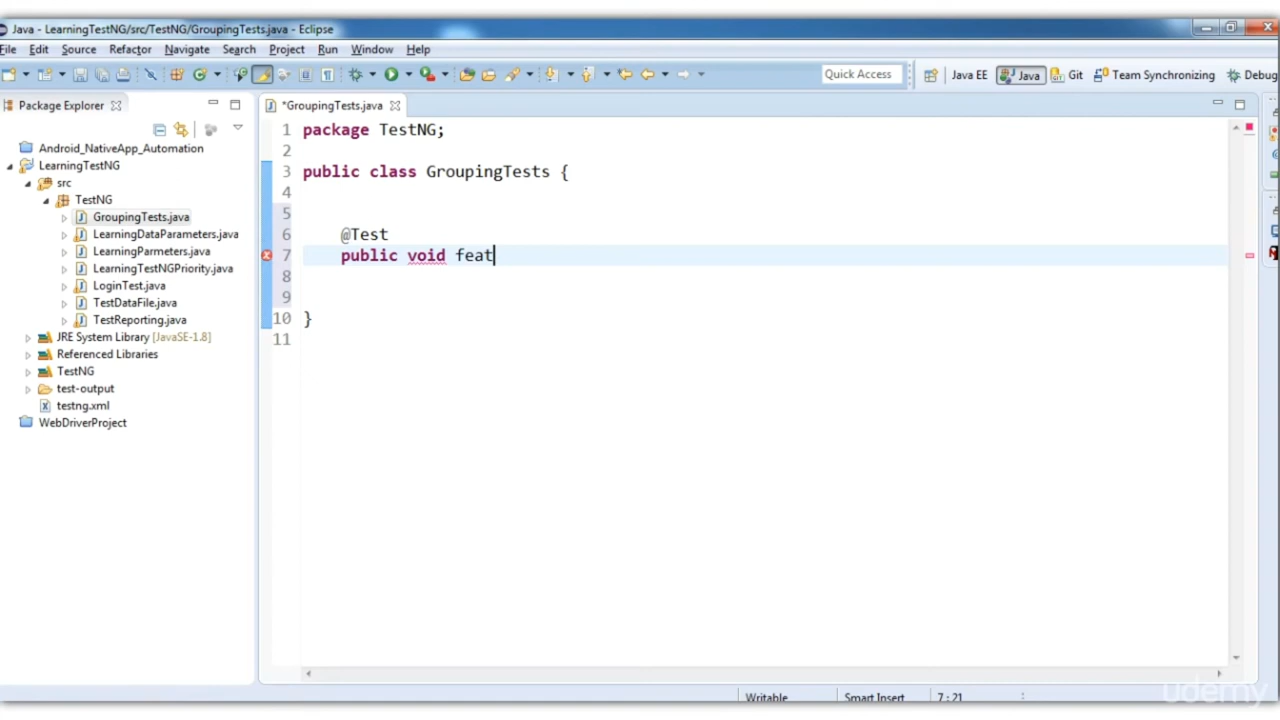 Java - LearningTestNG/src/TestNG/GroupingTests.java - Eclipse
File Edit Source Refactor Navigate Search Project Run Window Help
Quick Access Java EE Java Git Team Synchronizing Debug
Package Explorer
*GroupingTests.java
Android_NativeApp_Automation
LearningTestNG
src
TestNG
GroupingTests.java
LearningDataParameters.java
LearningParmeters.java
LearningTestNGPriority.java
LoginTest.java
TestDataFile.java
TestReporting.java
JRE System Library [JavaSE-1.8]
Referenced Libraries
TestNG
test-output
testng.xml
WebDriverProject
1 package TestNG;
2
3 public class GroupingTests {
4
5
6 @Test
7 public void feat
8
9
10 }
11
Writable Smart Insert 7 : 21
udemy